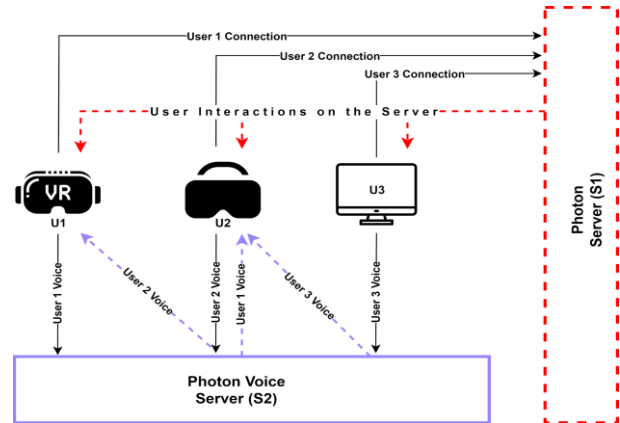 User 1 Connection
User 2 Connection
User 3 Connection
User Interactions on the Server
VR
U1
U2
U3
Photon
Server (S1)
User 1 Voice
User 2 Voice
User 2 Voice
User 1 Voice
User 3 Voice
User 3 Voice
Photon Voice
Server (S2)